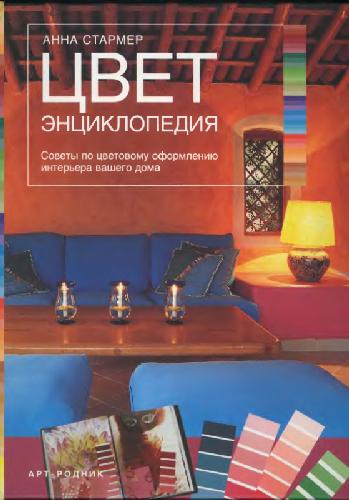 АННА СТАРМЕР
ЦВЕТ
ЭНЦИКЛОПЕДИЯ
Советы по цветовому оформлению
интерьера вашего дома
АРТ-РОДНИК